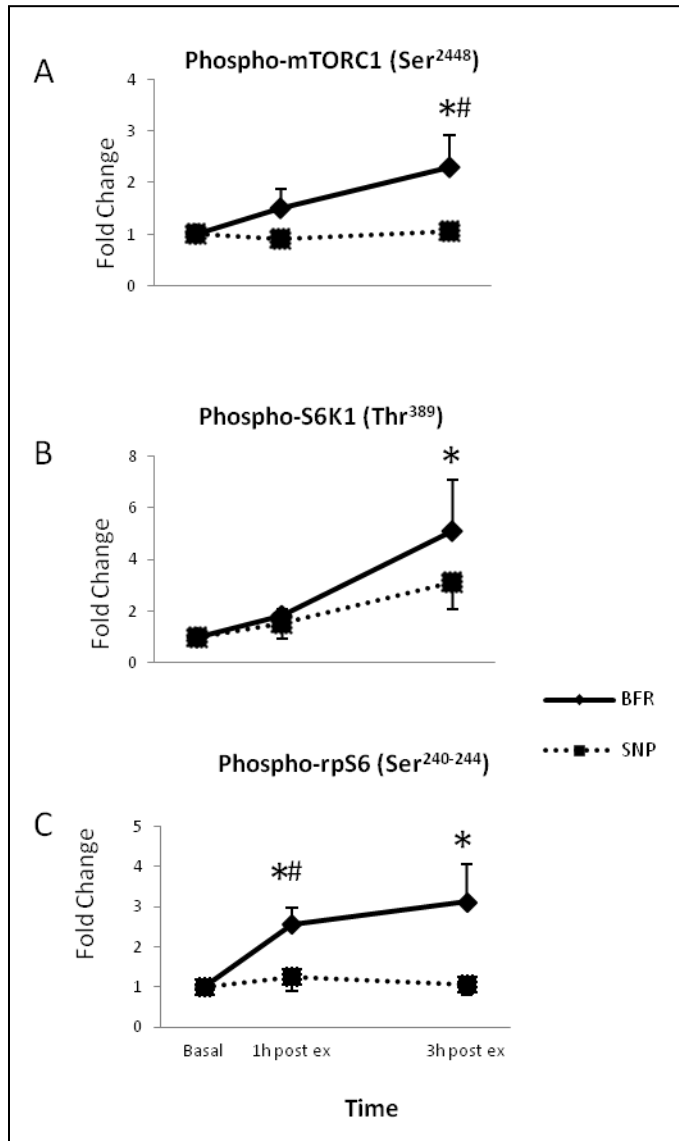 A
Phospho-mTORC1 (Ser²⁴⁴⁸)
4
3
2
1
0
Fold Change
*#
B
Phospho-S6K1 (Thr³⁸⁹)
8
6
4
2
0
Fold Change
*
BFR
SNP
C
Phospho-rpS6 (Ser²⁴⁰⁻²⁴⁴)
5
4
3
2
1
0
Fold Change
*#
*
Basal 1h post ex 3h post ex
Time